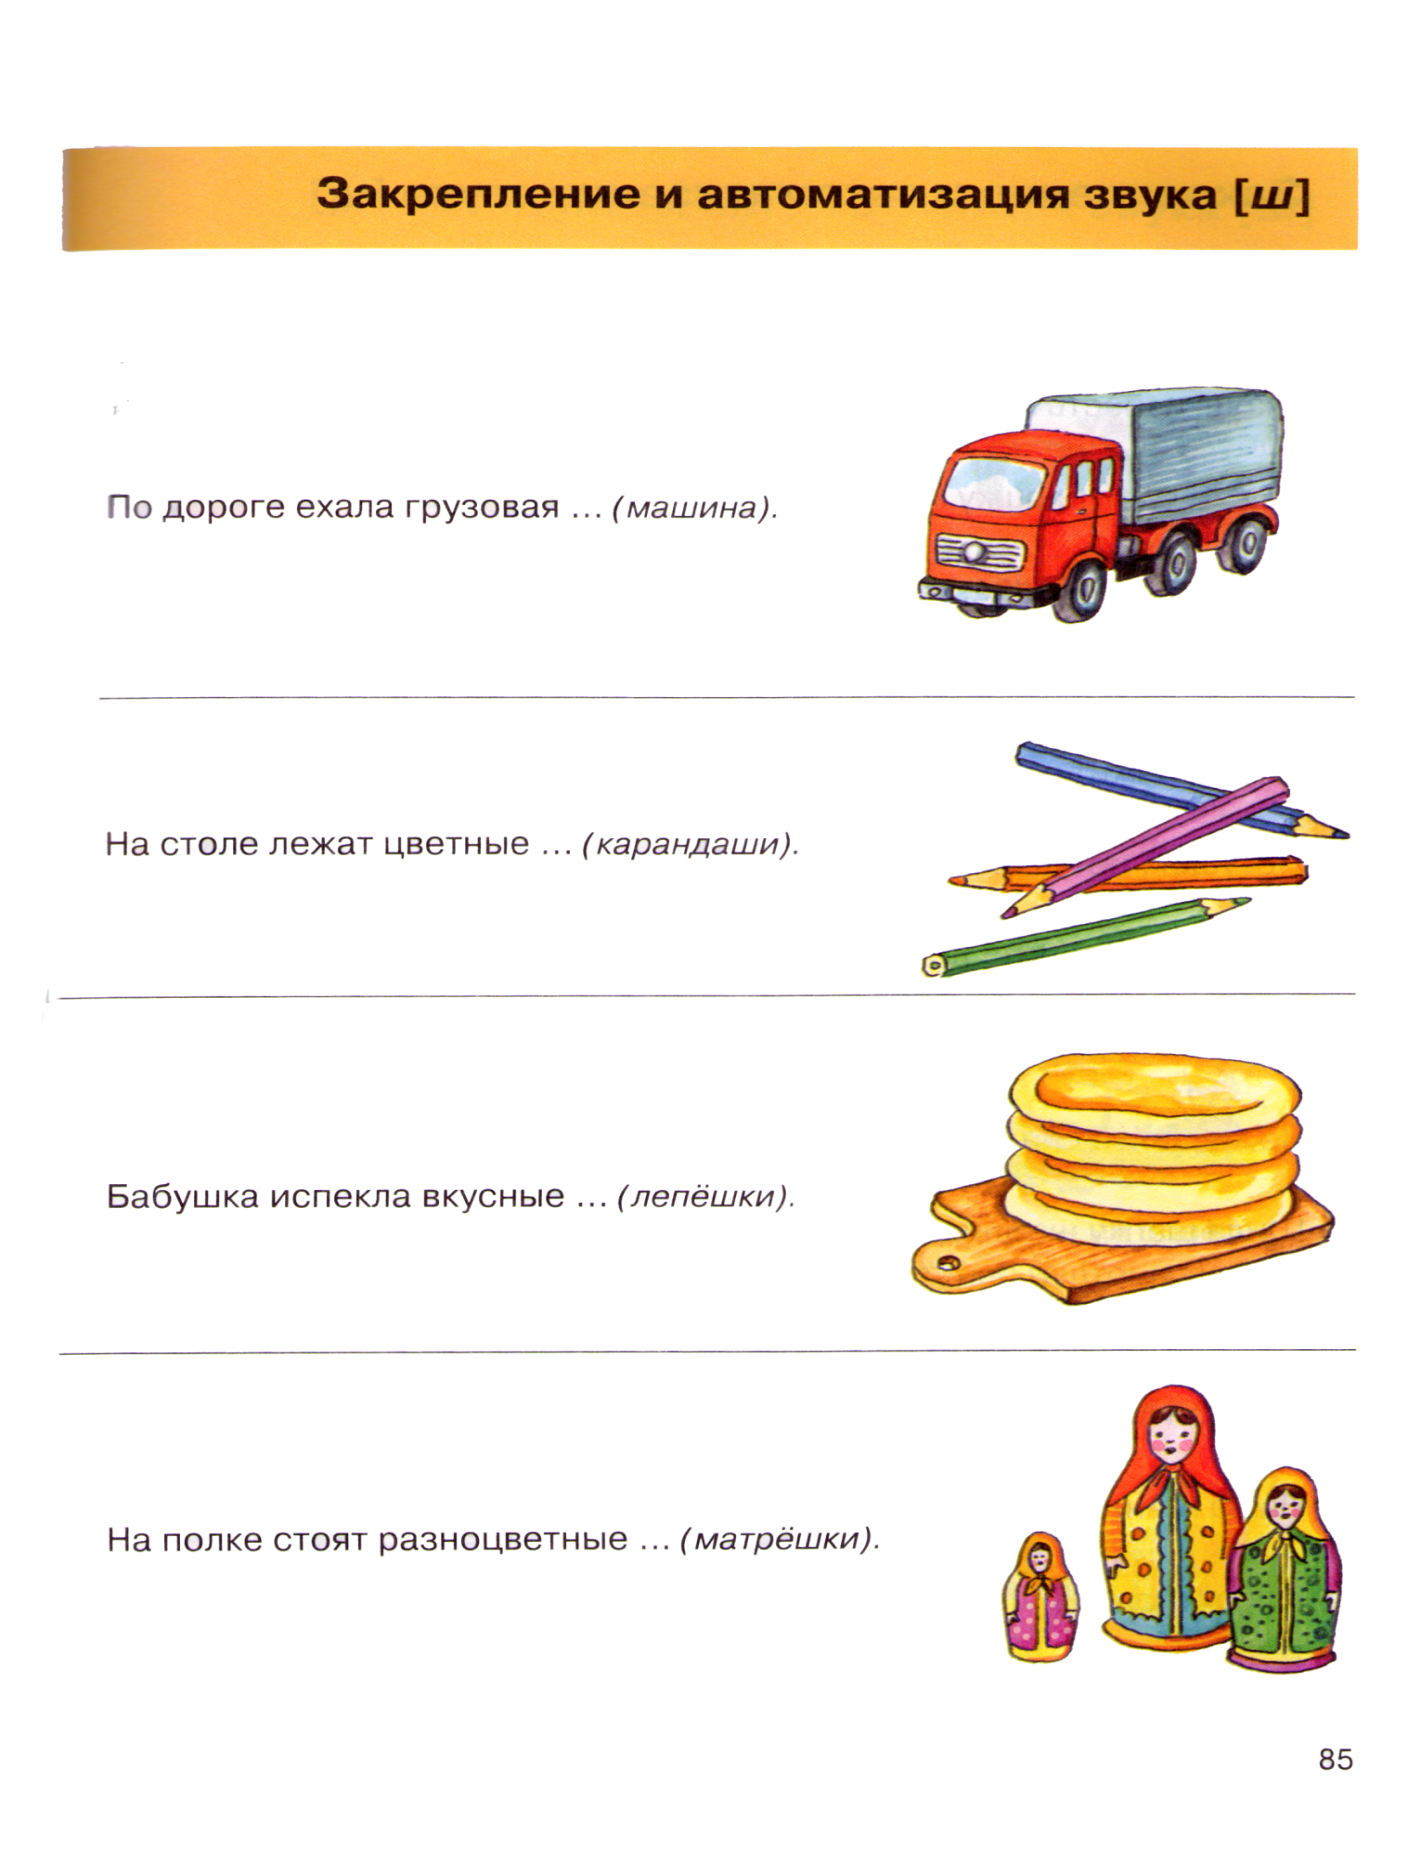 Закрепление и автоматизация звука [ш]
По дороге ехала грузовая ... (машина).
На столе лежат цветные ... (карандаши).
Бабушка испекла вкусные ... (лепёшки).
На полке стоят разноцветные ... (матрёшки).
85